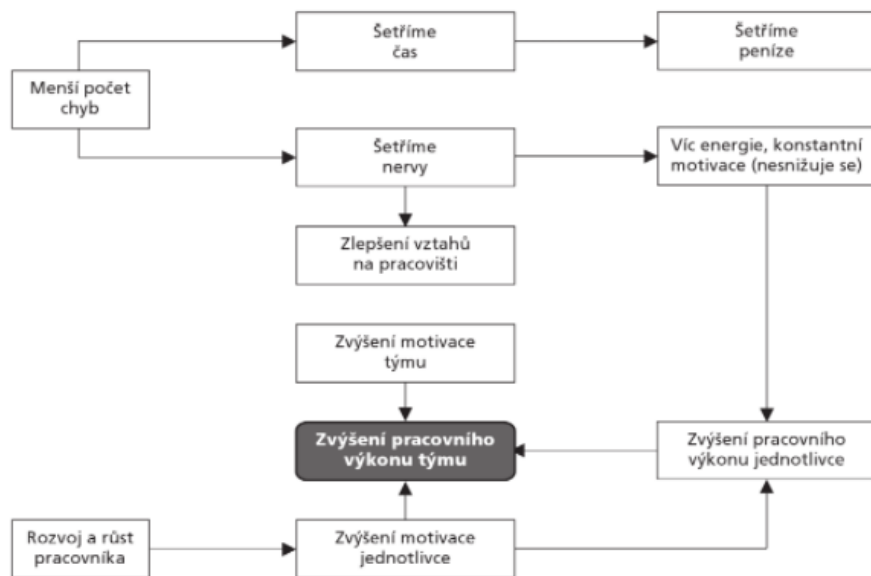 Šetříme
čas
Šetříme
peníze
Menší počet
chyb
Šetříme
nervy
Víc energie, konstantní
motivace (nesnižuje se)
Zlepšení vztahů
na pracovišti
Zvýšení motivace
týmu
Zvýšení pracovního
výkonu týmu
Zvýšení pracovního
výkonu jednotlivce
Rozvoj a růst
pracovníka
Zvýšení motivace
jednotlivce